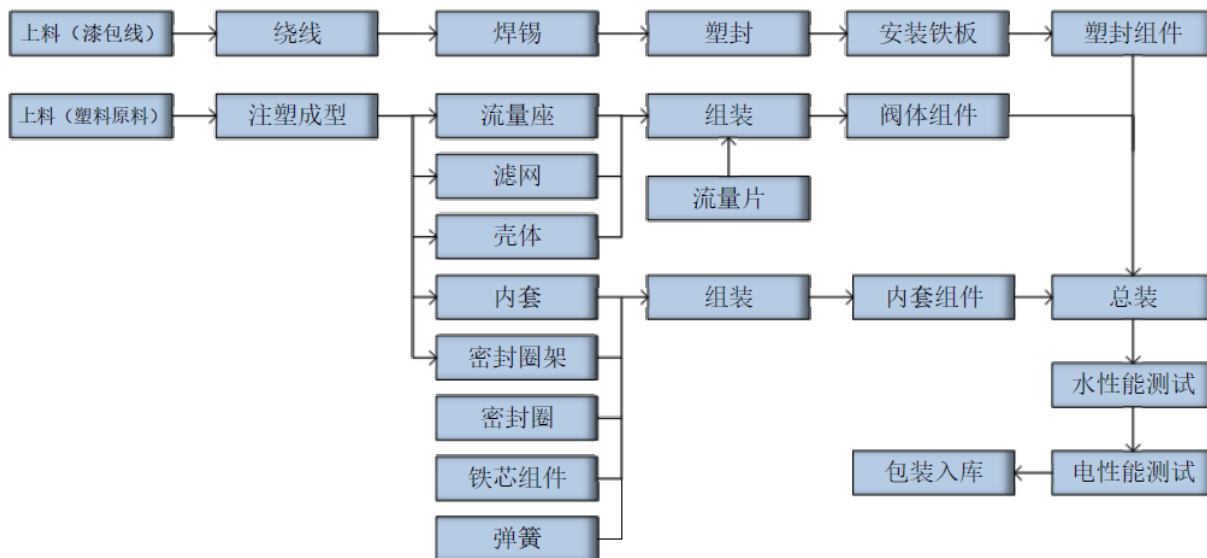 上料（漆包线）
绕线
焊锡
塑封
安装铁板
塑封组件
上料（塑料原料）
注塑成型
流量座
组装
阀体组件
滤网
流量片
壳体
内套
组装
内套组件
总装
密封圈架
水性能测试
密封圈
铁芯组件
包装入库
电性能测试
弹簧